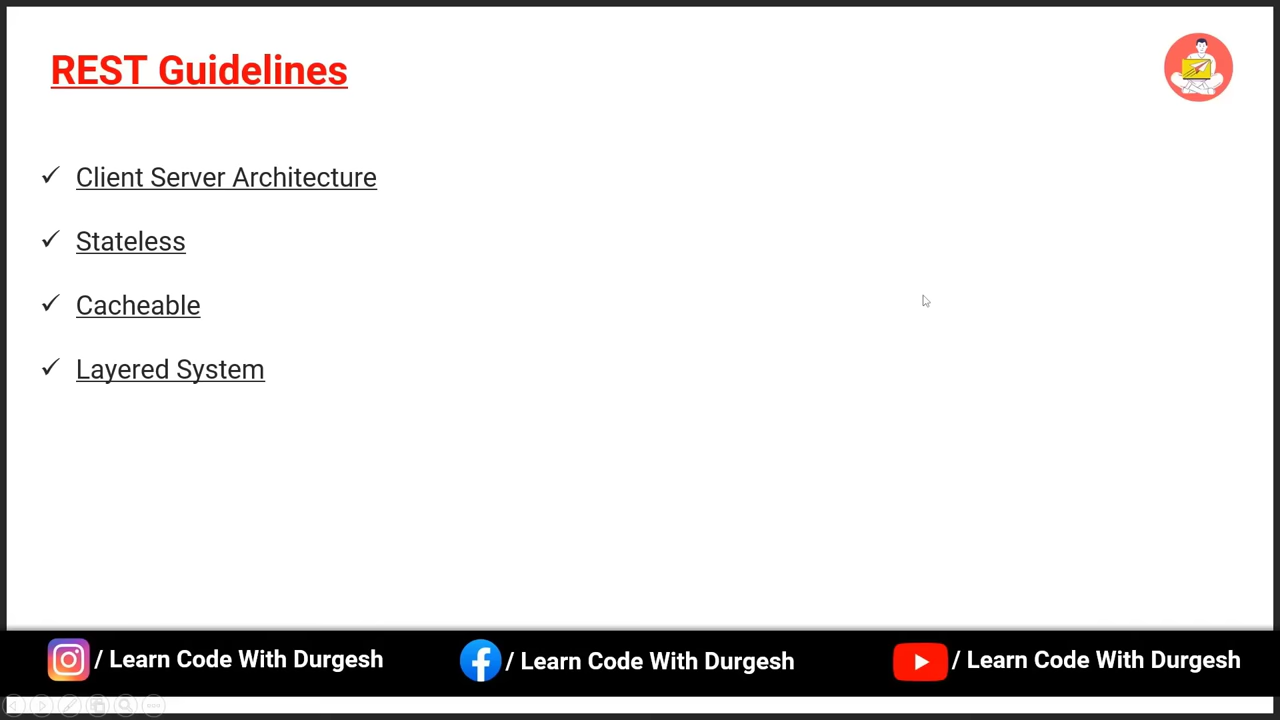 REST Guidelines
✓ Client Server Architecture
✓ Stateless
✓ Cacheable
✓ Layered System
/ Learn Code With Durgesh
/ Learn Code With Durgesh
/ Learn Code With Durgesh